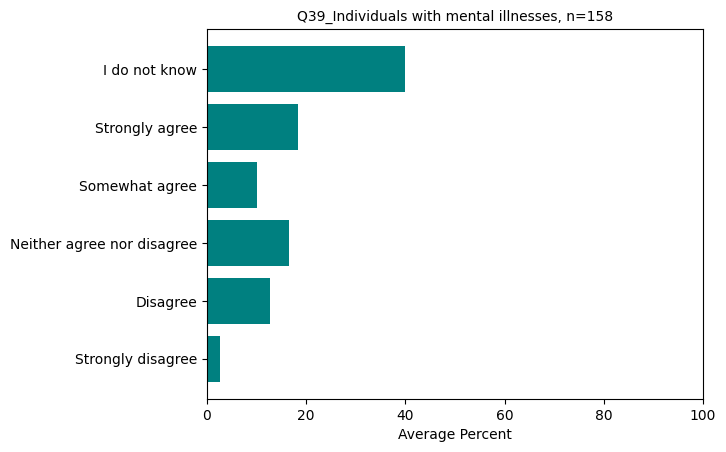 Q39_Individuals with mental illnesses, n=158
I do not know
Strongly agree
Somewhat agree
Neither agree nor disagree
Disagree
Strongly disagree
0 20 40 60 80 100
Average Percent